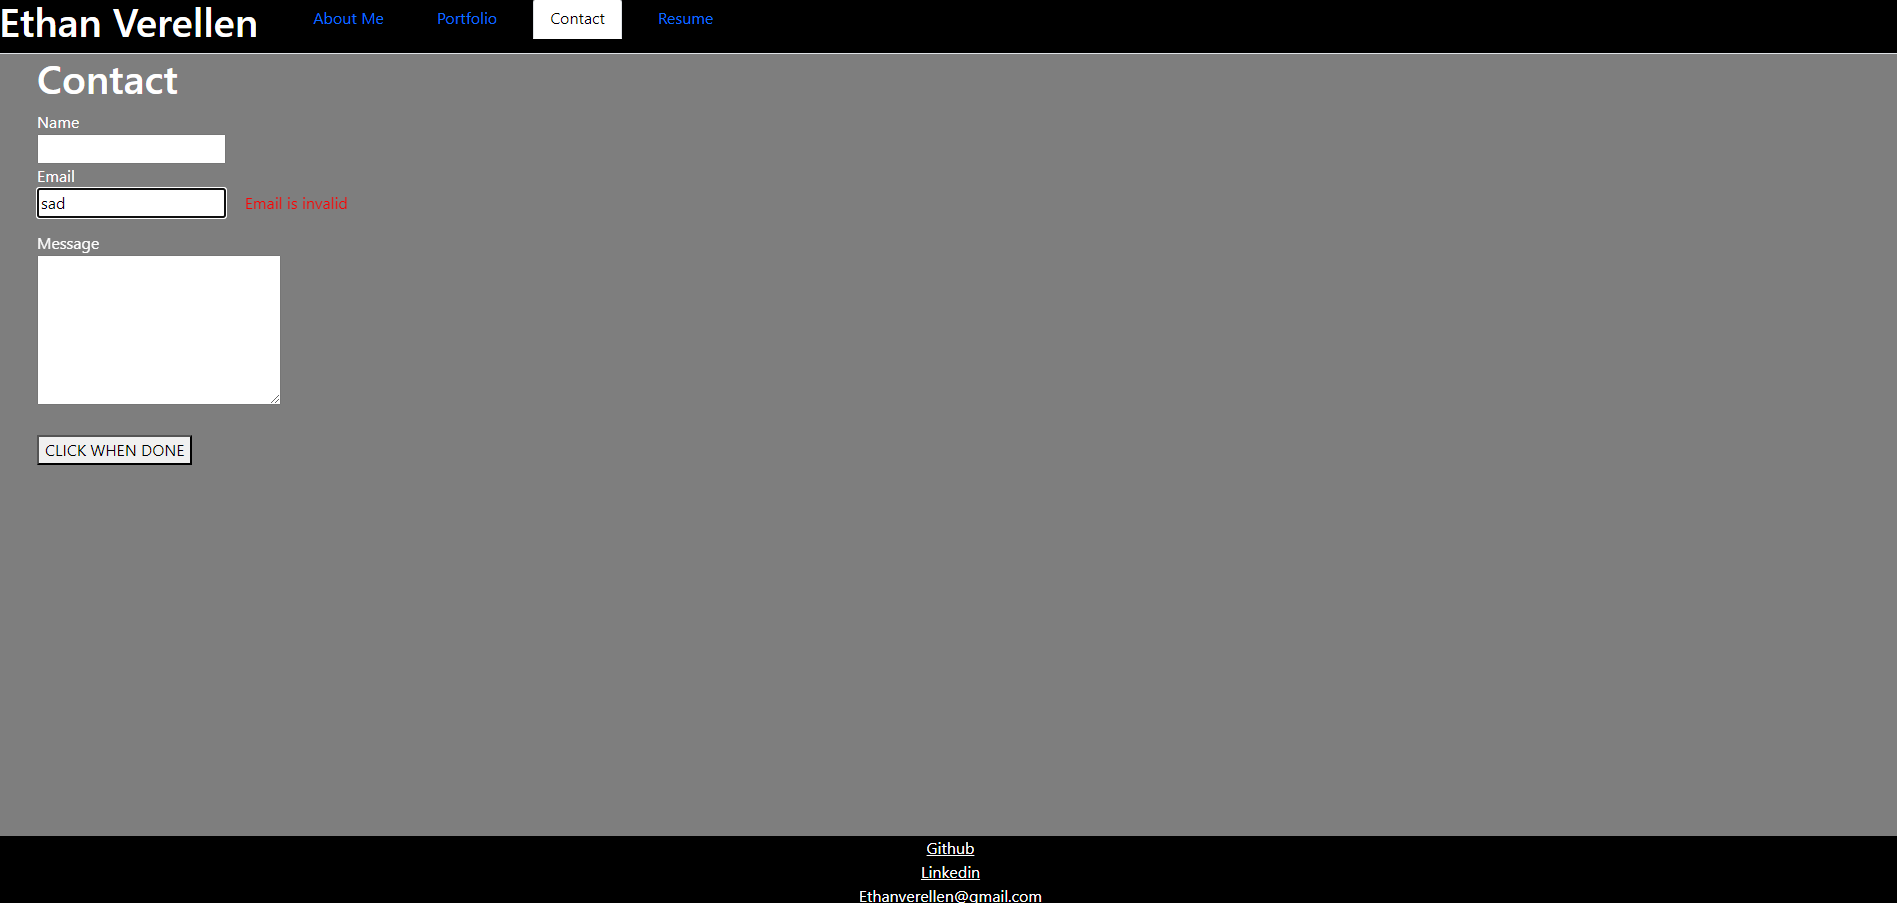 Ethan Verellen About Me Portfolio Contact Resume
Contact
Name
Email
sad Email is invalid
Message
CLICK WHEN DONE
Github
Linkedin
Ethanverellen@gmail.com